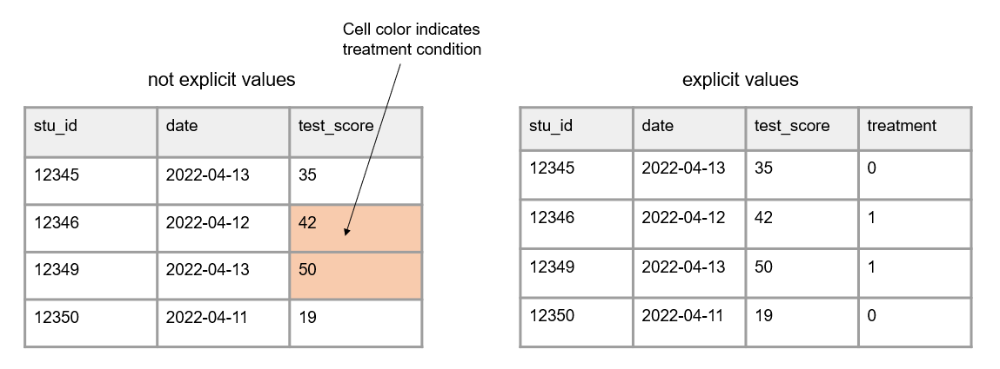 Cell color indicates
treatment condition
not explicit values
stu_id date test_score
12345 2022-04-13 35
12346 2022-04-12 42
12349 2022-04-13 50
12350 2022-04-11 19
explicit values
stu_id date test_score treatment
12345 2022-04-13 35 0
12346 2022-04-12 42 1
12349 2022-04-13 50 1
12350 2022-04-11 19 0